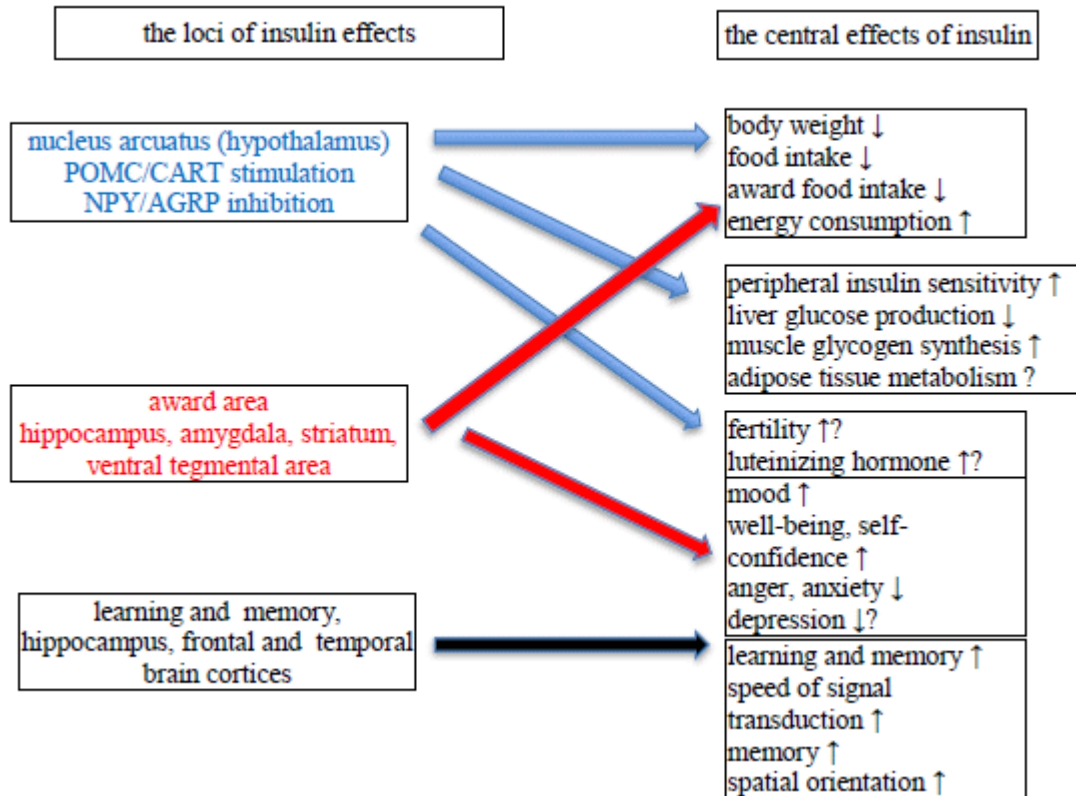 the loci of insulin effects
the central effects of insulin
nucleus arcuatus (hypothalamus)
POMC/CART stimulation
NPY/AGRP inhibition
body weight ↓
food intake ↓
award food intake ↓
energy consumption ↑
peripheral insulin sensitivity ↑
liver glucose production ↓
muscle glycogen synthesis ↑
adipose tissue metabolism ?
award area
hippocampus, amygdala, striatum,
ventral tegmental area
fertility ↑?
luteinizing hormone ↑?
mood ↑
well-being, self-
confidence ↑
anger, anxiety ↓
depression ↓?
learning and memory,
hippocampus, frontal and temporal
brain cortices
learning and memory ↑
speed of signal
transduction ↑
memory ↑
spatial orientation ↑